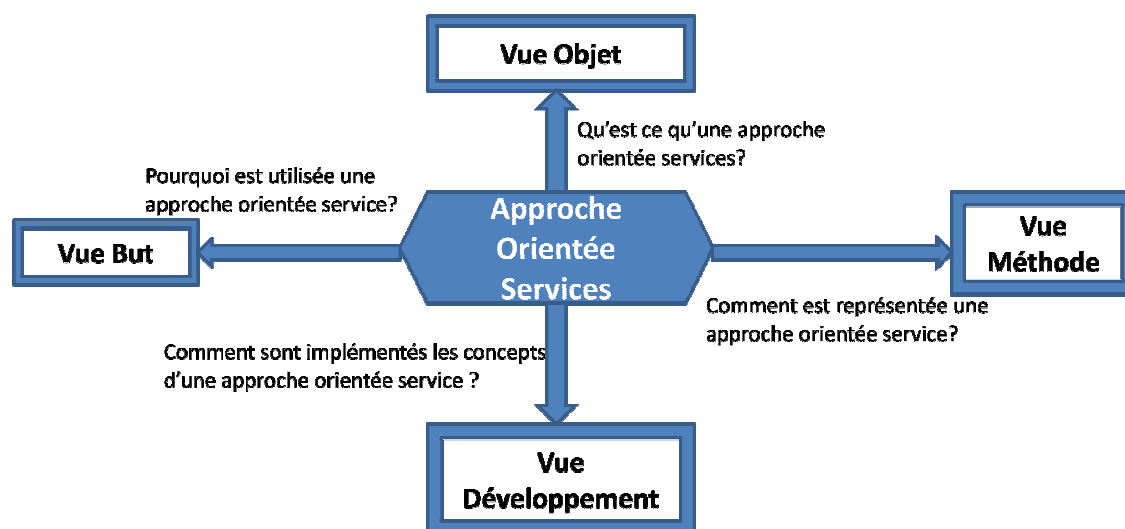 Vue Objet
Qu'est ce qu'une approche
orientée services?
Pourquoi est utilisée une
approche orientée service?
Approche
Orientée
Services
Vue But
Vue
Méthode
Comment est représentée une
approche orientée service?
Comment sont implémentés les concepts
d'une approche orientée service ?
Vue
Développement